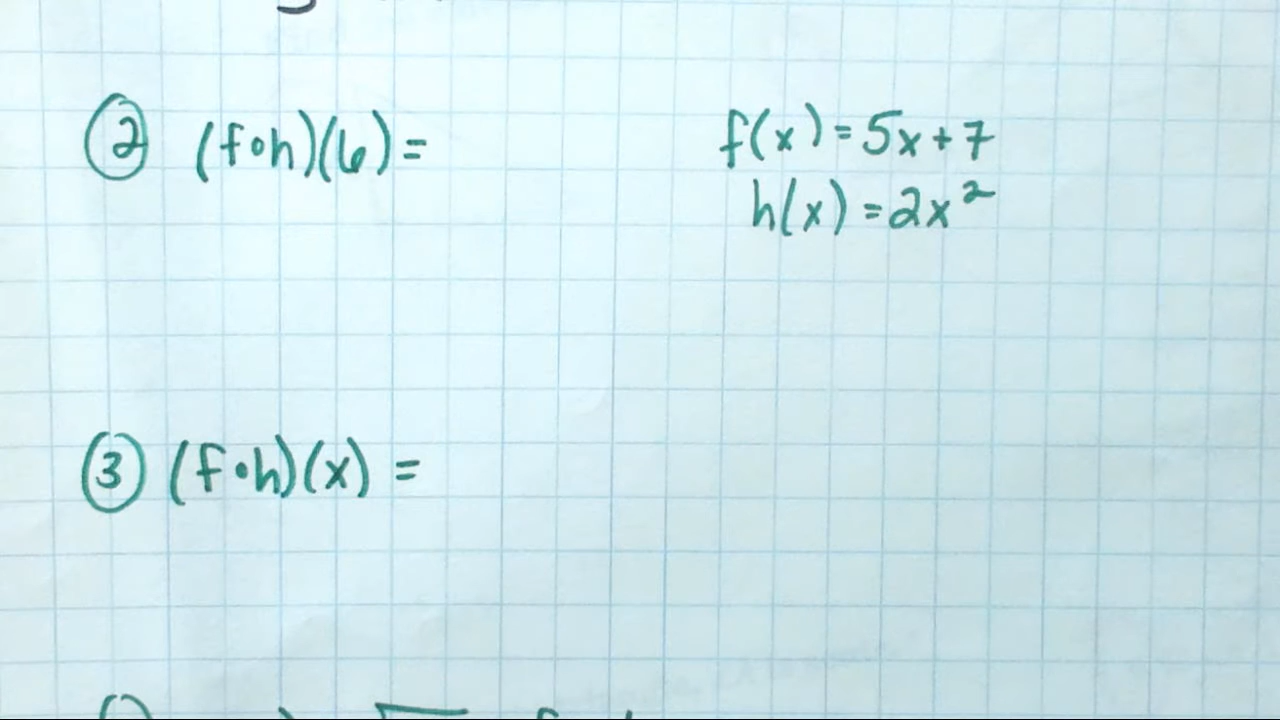 ② (f∘h)(6)=
f(x)=5x+7
h(x)=2x²
③ (f∘h)(x) =